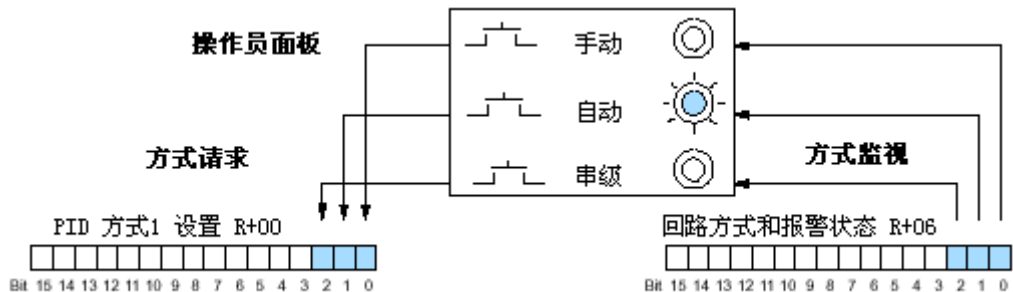 操作员面板
手动
自动
串级
方式请求
方式监视
PID 方式1 设置 R+00
回路方式和报警状态 R+06
Bit 15 14 13 12 11 10 9 8 7 6 5 4 3 2 1 0
Bit 15 14 13 12 11 10 9 8 7 6 5 4 3 2 1 0